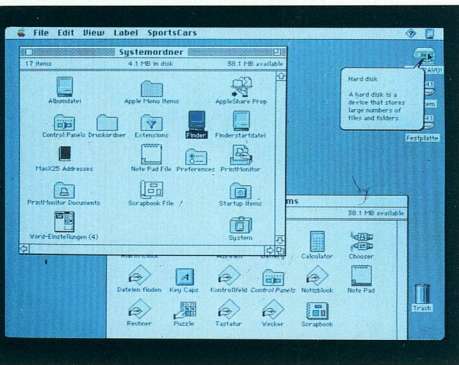 File Edit View Label SportsCars
Systemordner
17 items 4.1 MB in disk 38.1 MB available
Albumdatei Apple Menu Items AppleShare Prep
Control Panels Druckordner Extensions Finder Finderstartdatei
MacX25 Addresses Note Pad File Preferences PrintMonitor
PrintMonitor Documents Scrapbook File Startup Items
Word-Einstellungen (4) System
Hard disk
A hard disk is a
device that stores
large numbers of
files and folders.
Festplatte
38.1 MB available
Calculator Chooser
Dateien finden Key Caps Kontrollfeld Control Panels Notizblock Note Pad
Rechner Puzzle Tastatur Wecker Scrapbook
Trash